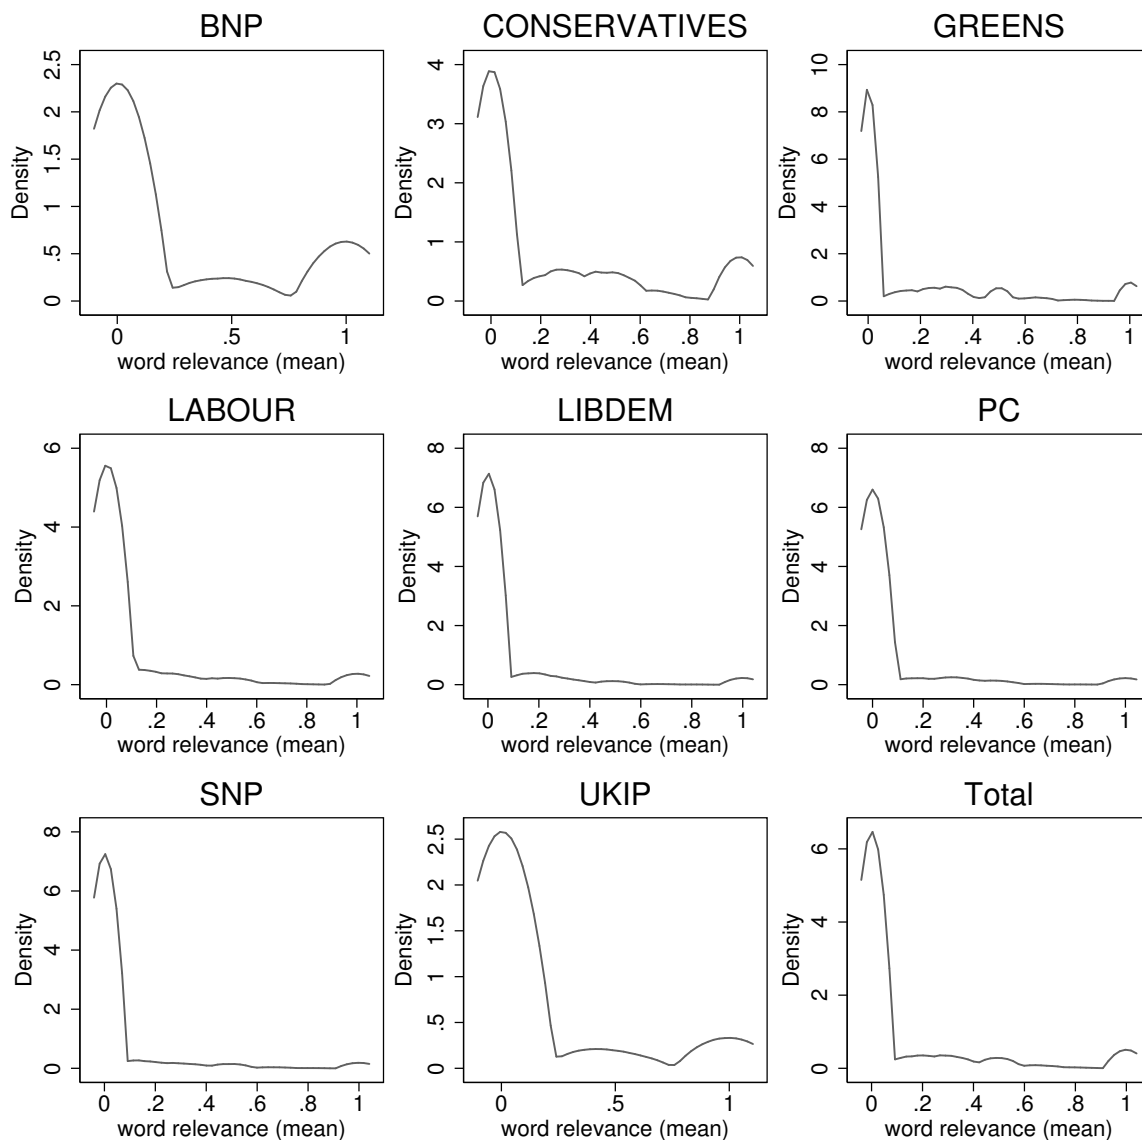 BNP
Density
0 .5 1 1.5 2 2.5
0 .5 1
word relevance (mean)
CONSERVATIVES
Density
0 1 2 3 4
0 .2 .4 .6 .8 1
word relevance (mean)
GREENS
Density
0 2 4 6 8 10
0 .2 .4 .6 .8 1
word relevance (mean)
LABOUR
Density
0 2 4 6
0 .2 .4 .6 .8 1
word relevance (mean)
LIBDEM
Density
0 2 4 6 8
0 .2 .4 .6 .8 1
word relevance (mean)
PC
Density
0 2 4 6 8
0 .2 .4 .6 .8 1
word relevance (mean)
SNP
Density
0 2 4 6 8
0 .2 .4 .6 .8 1
word relevance (mean)
UKIP
Density
0 .5 1 1.5 2 2.5
0 .5 1
word relevance (mean)
Total
Density
0 2 4 6
0 .2 .4 .6 .8 1
word relevance (mean)